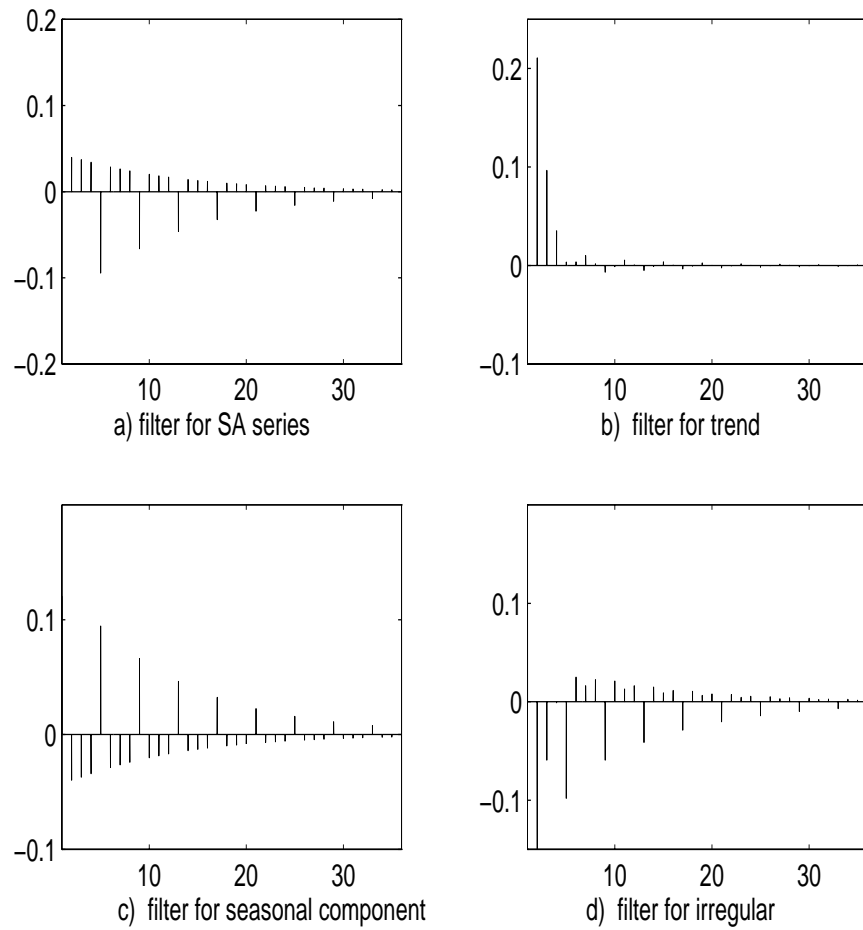 0.2
0.1
0
−0.1
−0.2
10 20 30
a) filter for SA series
0.2
0.1
0
−0.1
10 20 30
b) filter for trend
0.1
0
−0.1
10 20 30
c) filter for seasonal component
0.1
0
−0.1
10 20 30
d) filter for irregular